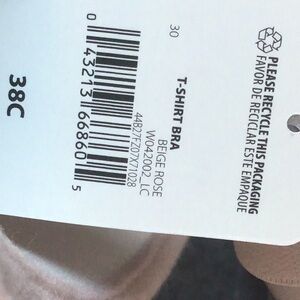 PLEASE RECYCLE THIS PACKAGING
FAVOR DE RECICLAR ESTE EMPAQUE
30
T-SHIRT BRA
BEIGE ROSE
W042002_LC
44B27FZ07X71028
0 43213 66860 5
38C